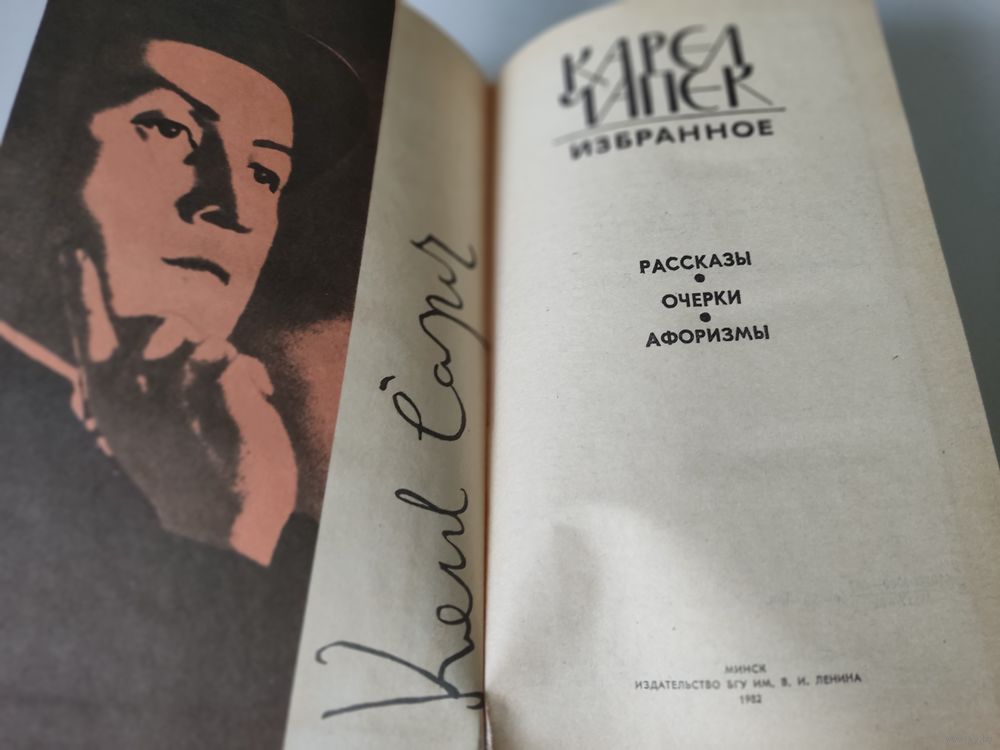 Karel Čapek
КАРЕЛ
ЧАПЕК
ИЗБРАННОЕ
РАССКАЗЫ
ОЧЕРКИ
АФОРИЗМЫ
МИНСК
ИЗДАТЕЛЬСТВО БГУ ИМ. В. И. ЛЕНИНА
1982